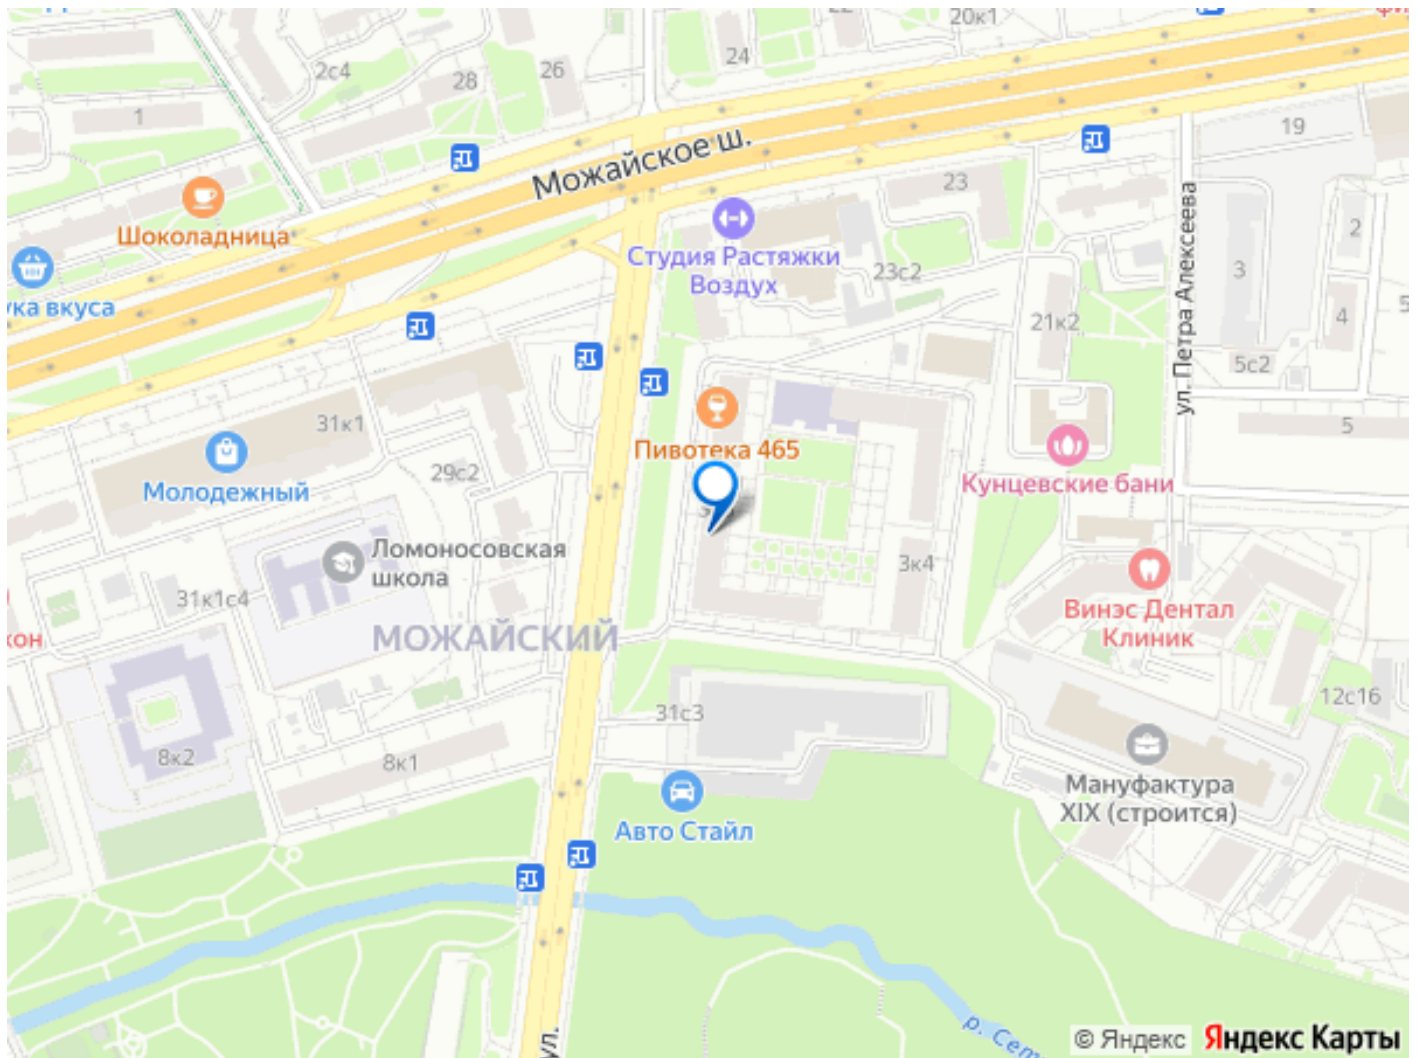 20к1
24
2с4
28
26
1
19
Можайское ш.
23
Шоколадница
2
Студия Растяжки
Воздух
23с2
3
ул. Петра Алексеева
вкуса
21к2
4
5с2
31к1
5
Пивотека 465
29с2
Молодежный
Кунцевские бани
Ломоносовская
школа
3к4
31к1с4
Винэс Дентал
Клиник
МОЖАЙСКИЙ
12с16
31с3
8к2
8к1
Мануфактура
XIX (строится)
Авто Стайл
р. Сет
ул.
© Яндекс Яндекс Карты